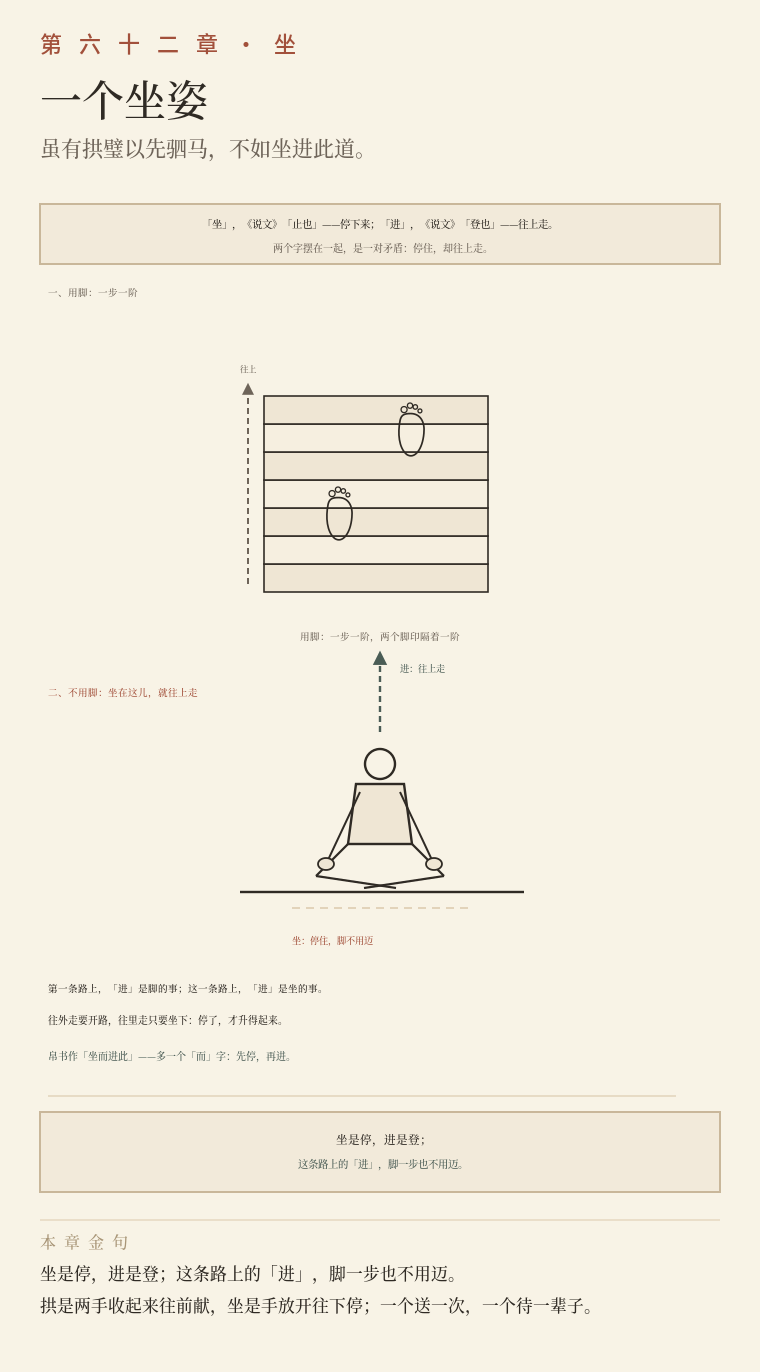 第六十二章·坐
一个坐姿
虽有拱璧以先驷马，不如坐进此道。
「坐」，《说文》「止也」——停下来；「进」，《说文》「登也」——往上走。
两个字摆在一起，是一对矛盾：停住，却往上走。
一、用脚：一步一阶
往上
用脚：一步一阶，两个脚印隔着一阶
进：往上走
二、不用脚：坐在这儿，就往上走
坐：停住，脚不用迈
第一条路上，「进」是脚的事；这一条路上，「进」是坐的事。
往外走要开路，往里走只要坐下：停了，才升得起来。
帛书作「坐而进此」——多一个「而」字：先停，再进。
坐是停，进是登；
这条路上的「进」，脚一步也不用迈。
本章金句
坐是停，进是登；这条路上的「进」，脚一步也不用迈。
拱是两手收起来往前献，坐是手放开往下停；一个送一次，一个待一辈子。